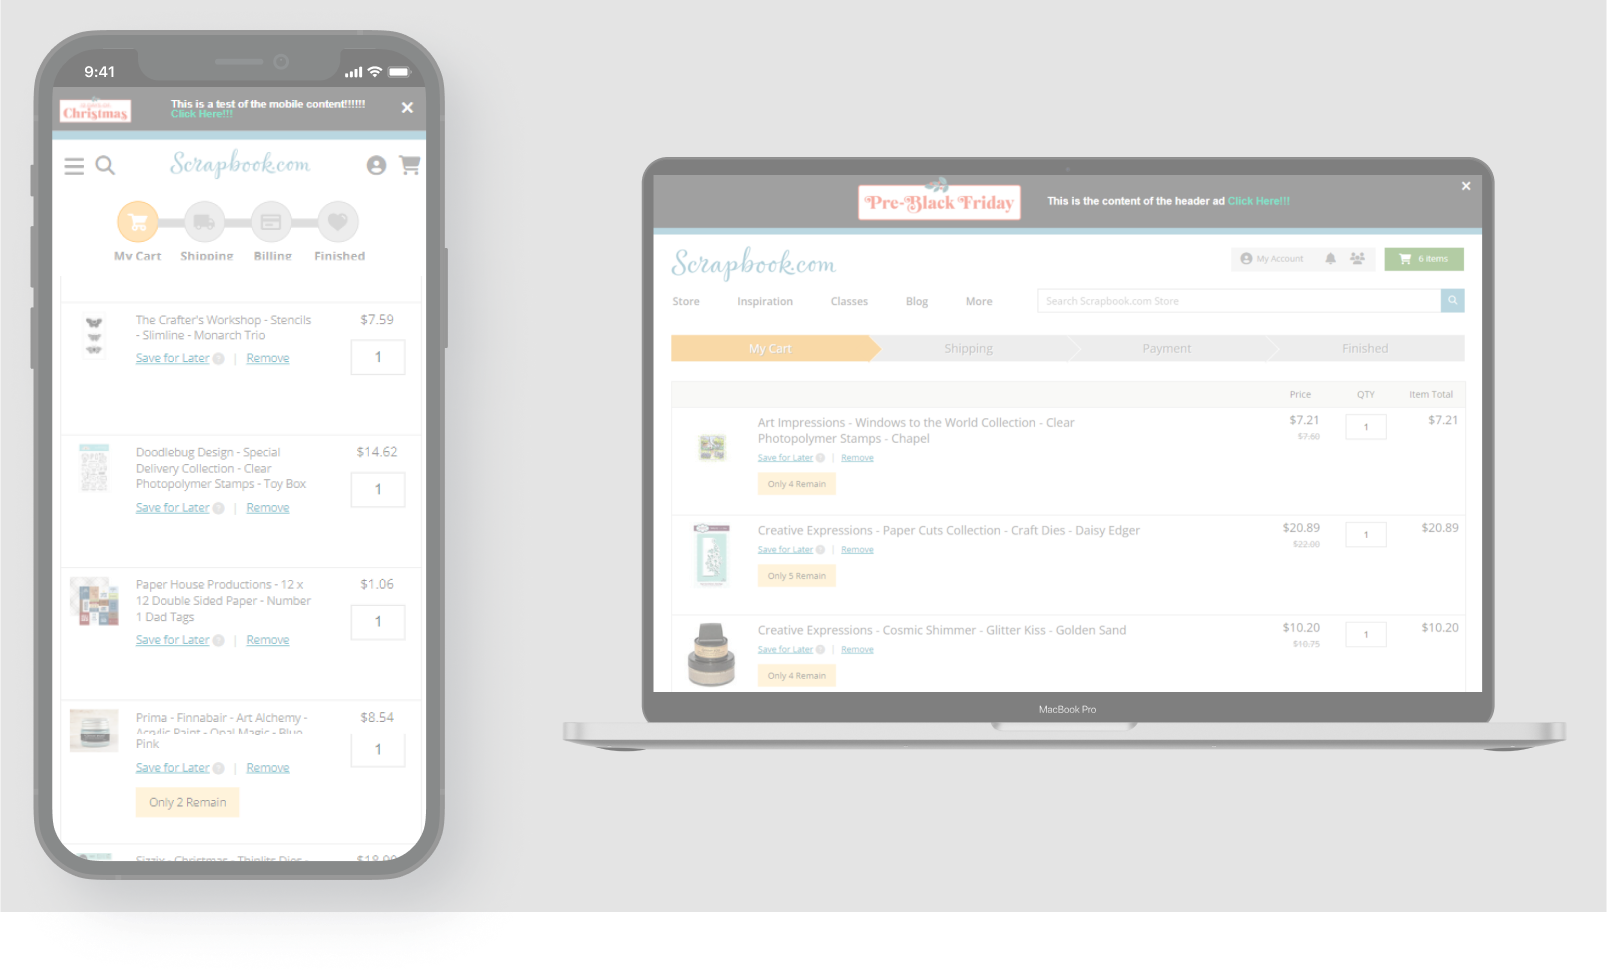 9:41
Christmas
This is a test of the mobile content!!!!!!
Click Here!!!
Scrapbook.com
My Cart Shipping Billing Finished
The Crafter's Workshop - Stencils $7.59
- Slimline - Monarch Trio
1
Save for Later ? | Remove
Doodlebug Design - Special $14.62
Delivery Collection - Clear
Photopolymer Stamps - Toy Box 1
Save for Later ? | Remove
Paper House Productions - 12 x $1.06
12 Double Sided Paper - Number
1 Dad Tags 1
Save for Later ? | Remove
Prima - Finnabair - Art Alchemy - $8.54
Acrylic Paint - Opal Magic - Blue
Pink 1
Save for Later ? | Remove
Only 2 Remain
Sizzix - Christmas - Thinlits Dies - $18.00
Pre-Black Friday
This is the content of the header ad Click Here!!!
Scrapbook.com
My Account
6 items
Store Inspiration Classes Blog More
Search Scrapbook.com Store
My Cart Shipping Payment Finished
Price QTY Item Total
Art Impressions - Windows to the World Collection - Clear $7.21 1 $7.21
Photopolymer Stamps - Chapel $7.60
Save for Later ? | Remove
Only 4 Remain
Creative Expressions - Paper Cuts Collection - Craft Dies - Daisy Edger $20.89 1 $20.89
$22.00
Save for Later ? | Remove
Only 5 Remain
Creative Expressions - Cosmic Shimmer - Glitter Kiss - Golden Sand $10.20 1 $10.20
$10.75
Save for Later ? | Remove
Only 4 Remain
MacBook Pro